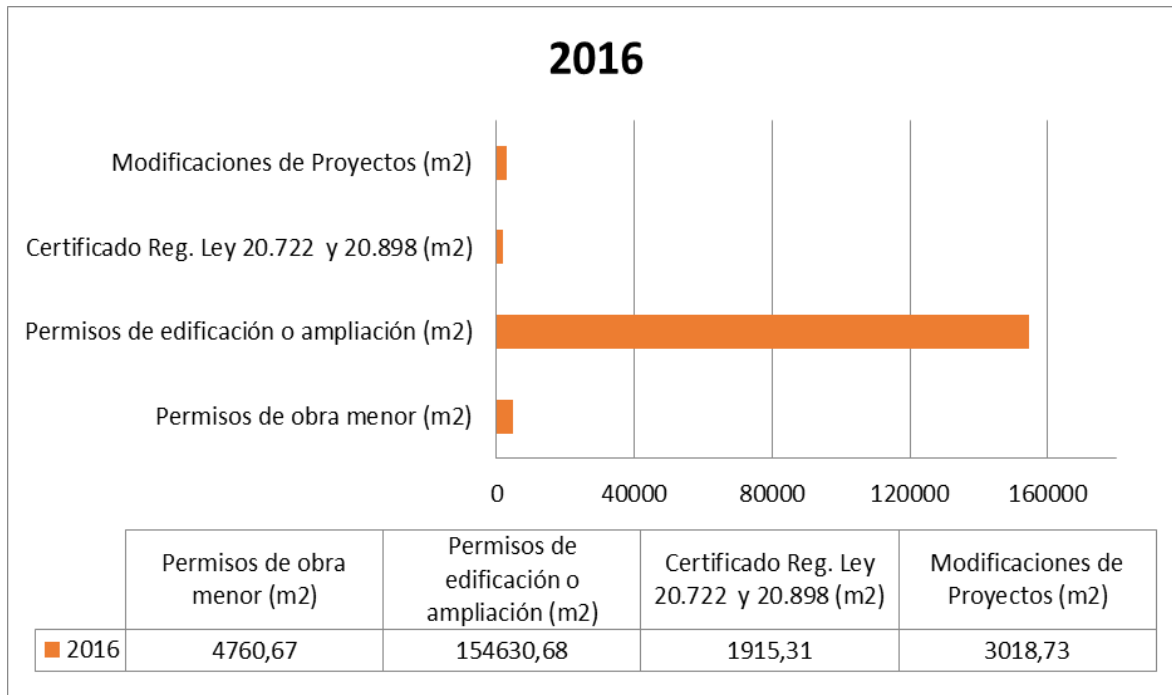 2016
Modificaciones de Proyectos (m2)
Certificado Reg. Ley 20.722  y 20.898 (m2)
Permisos de edificación o ampliación (m2)
Permisos de obra menor (m2)
0 40000 80000 120000 160000
Permisos de obra
menor (m2)
Permisos de
edificación o
ampliación (m2)
Certificado Reg. Ley
20.722  y 20.898 (m2)
Modificaciones de
Proyectos (m2)
2016 4760,67 154630,68 1915,31 3018,73